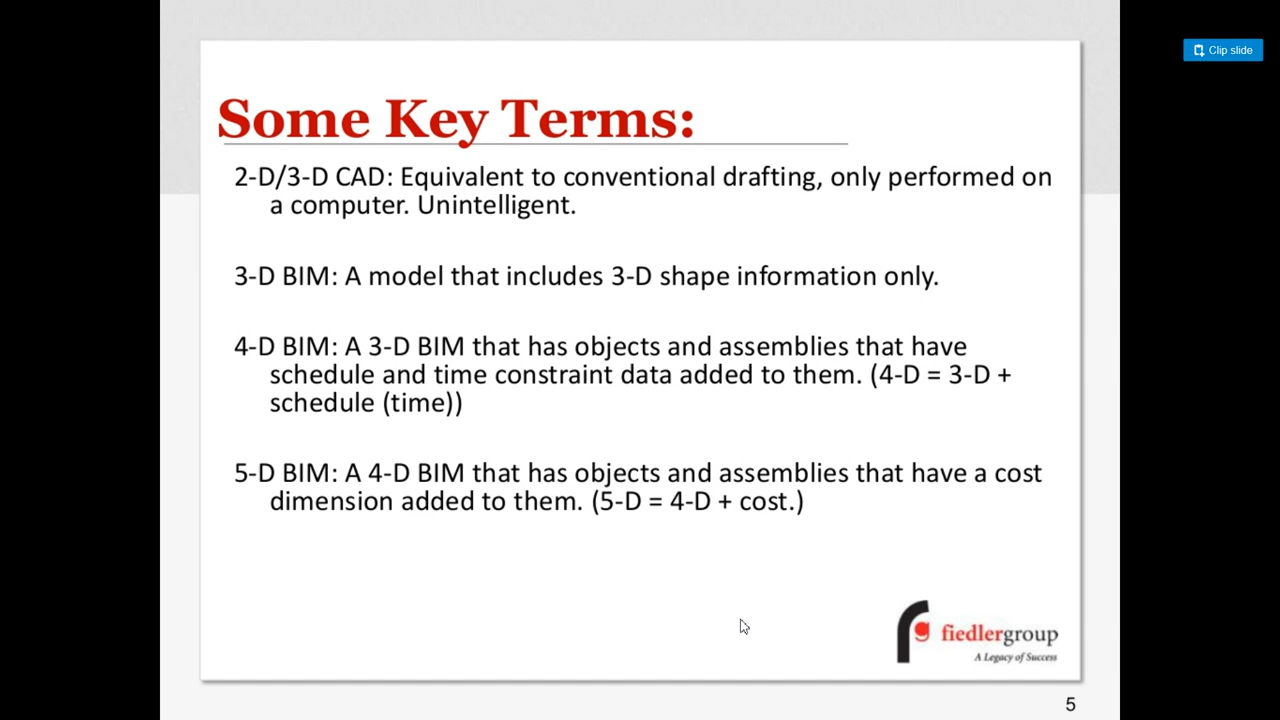 Clip slide
Some Key Terms:
2-D/3-D CAD: Equivalent to conventional drafting, only performed on
a computer. Unintelligent.
3-D BIM: A model that includes 3-D shape information only.
4-D BIM: A 3-D BIM that has objects and assemblies that have
schedule and time constraint data added to them. (4-D = 3-D +
schedule (time))
5-D BIM: A 4-D BIM that has objects and assemblies that have a cost
dimension added to them. (5-D = 4-D + cost.)
fiedlergroup
A Legacy of Success
5